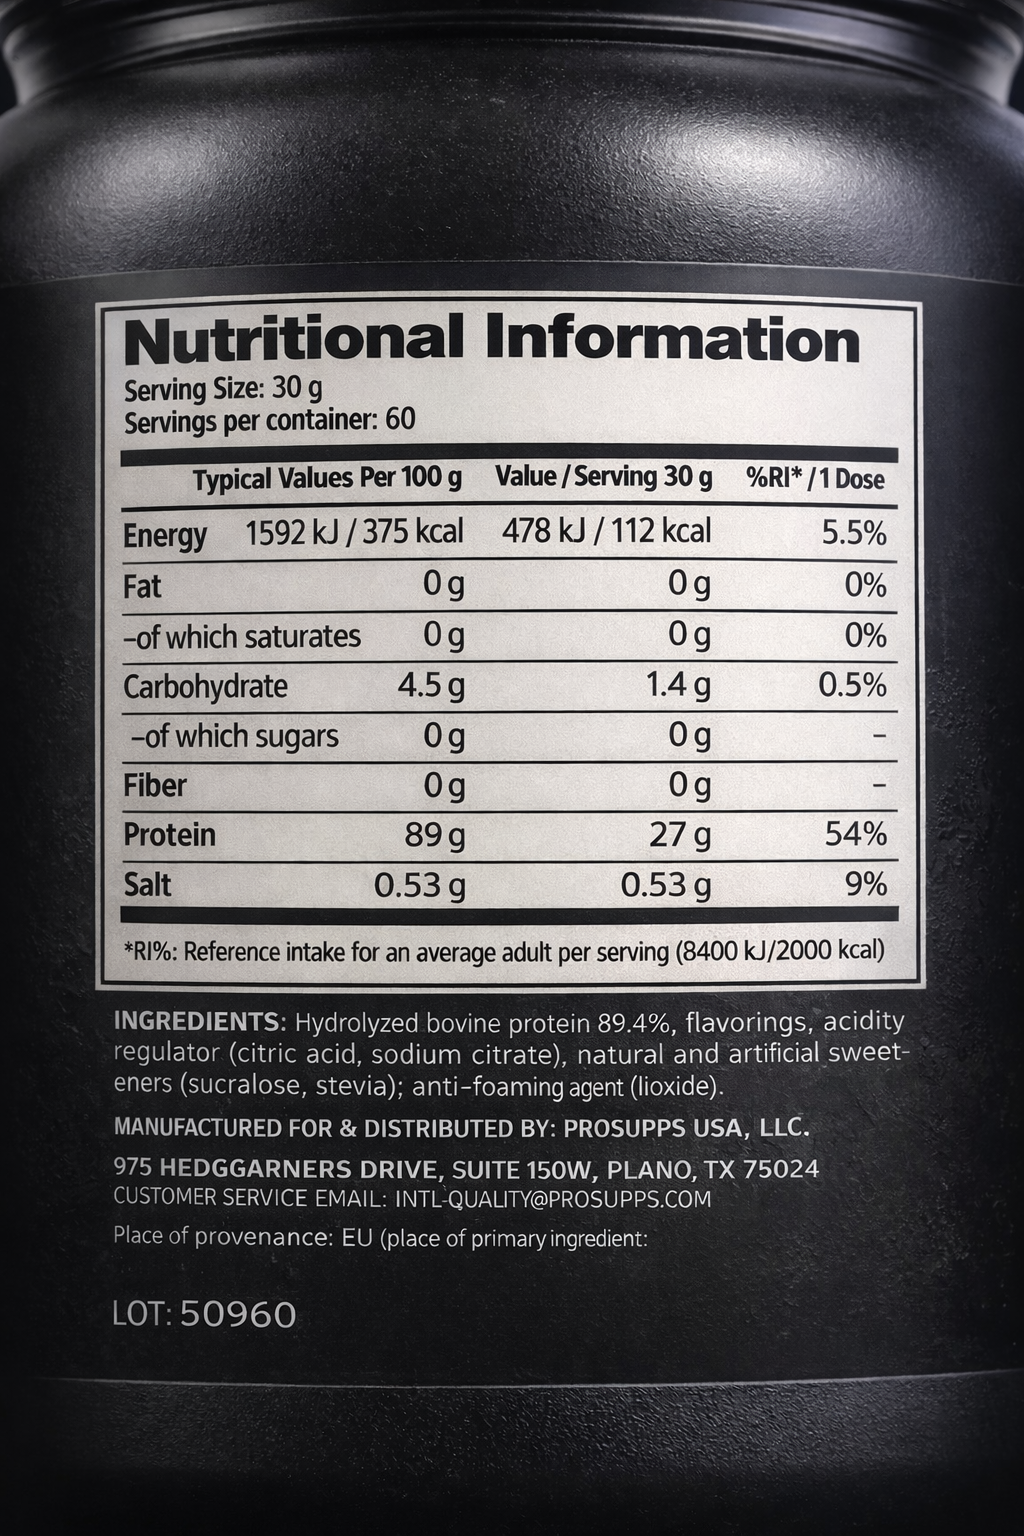 Nutritional Information
Serving Size: 30 g
Servings per container: 60
Typical Values Per 100 g Value / Serving 30 g %RI* / 1 Dose
Energy 1592 kJ / 375 kcal 478 kJ / 112 kcal 5.5%
Fat 0 g 0 g 0%
–of which saturates 0 g 0 g 0%
Carbohydrate 4.5 g 1.4 g 0.5%
–of which sugars 0 g 0 g –
Fiber 0 g 0 g –
Protein 89 g 27 g 54%
Salt 0.53 g 0.53 g 9%
*RI%: Reference intake for an average adult per serving (8400 kJ/2000 kcal)
INGREDIENTS: Hydrolyzed bovine protein 89.4%, flavorings, acidity
regulator (citric acid, sodium citrate), natural and artificial sweet-
eners (sucralose, stevia); anti-foaming agent (lioxide).
MANUFACTURED FOR & DISTRIBUTED BY: PROSUPPS USA, LLC.
975 HEDGGARNERS DRIVE, SUITE 150W, PLANO, TX 75024
CUSTOMER SERVICE EMAIL: INTL-QUALITY@PROSUPPS.COM
Place of provenance: EU (place of primary ingredient:
LOT: 50960